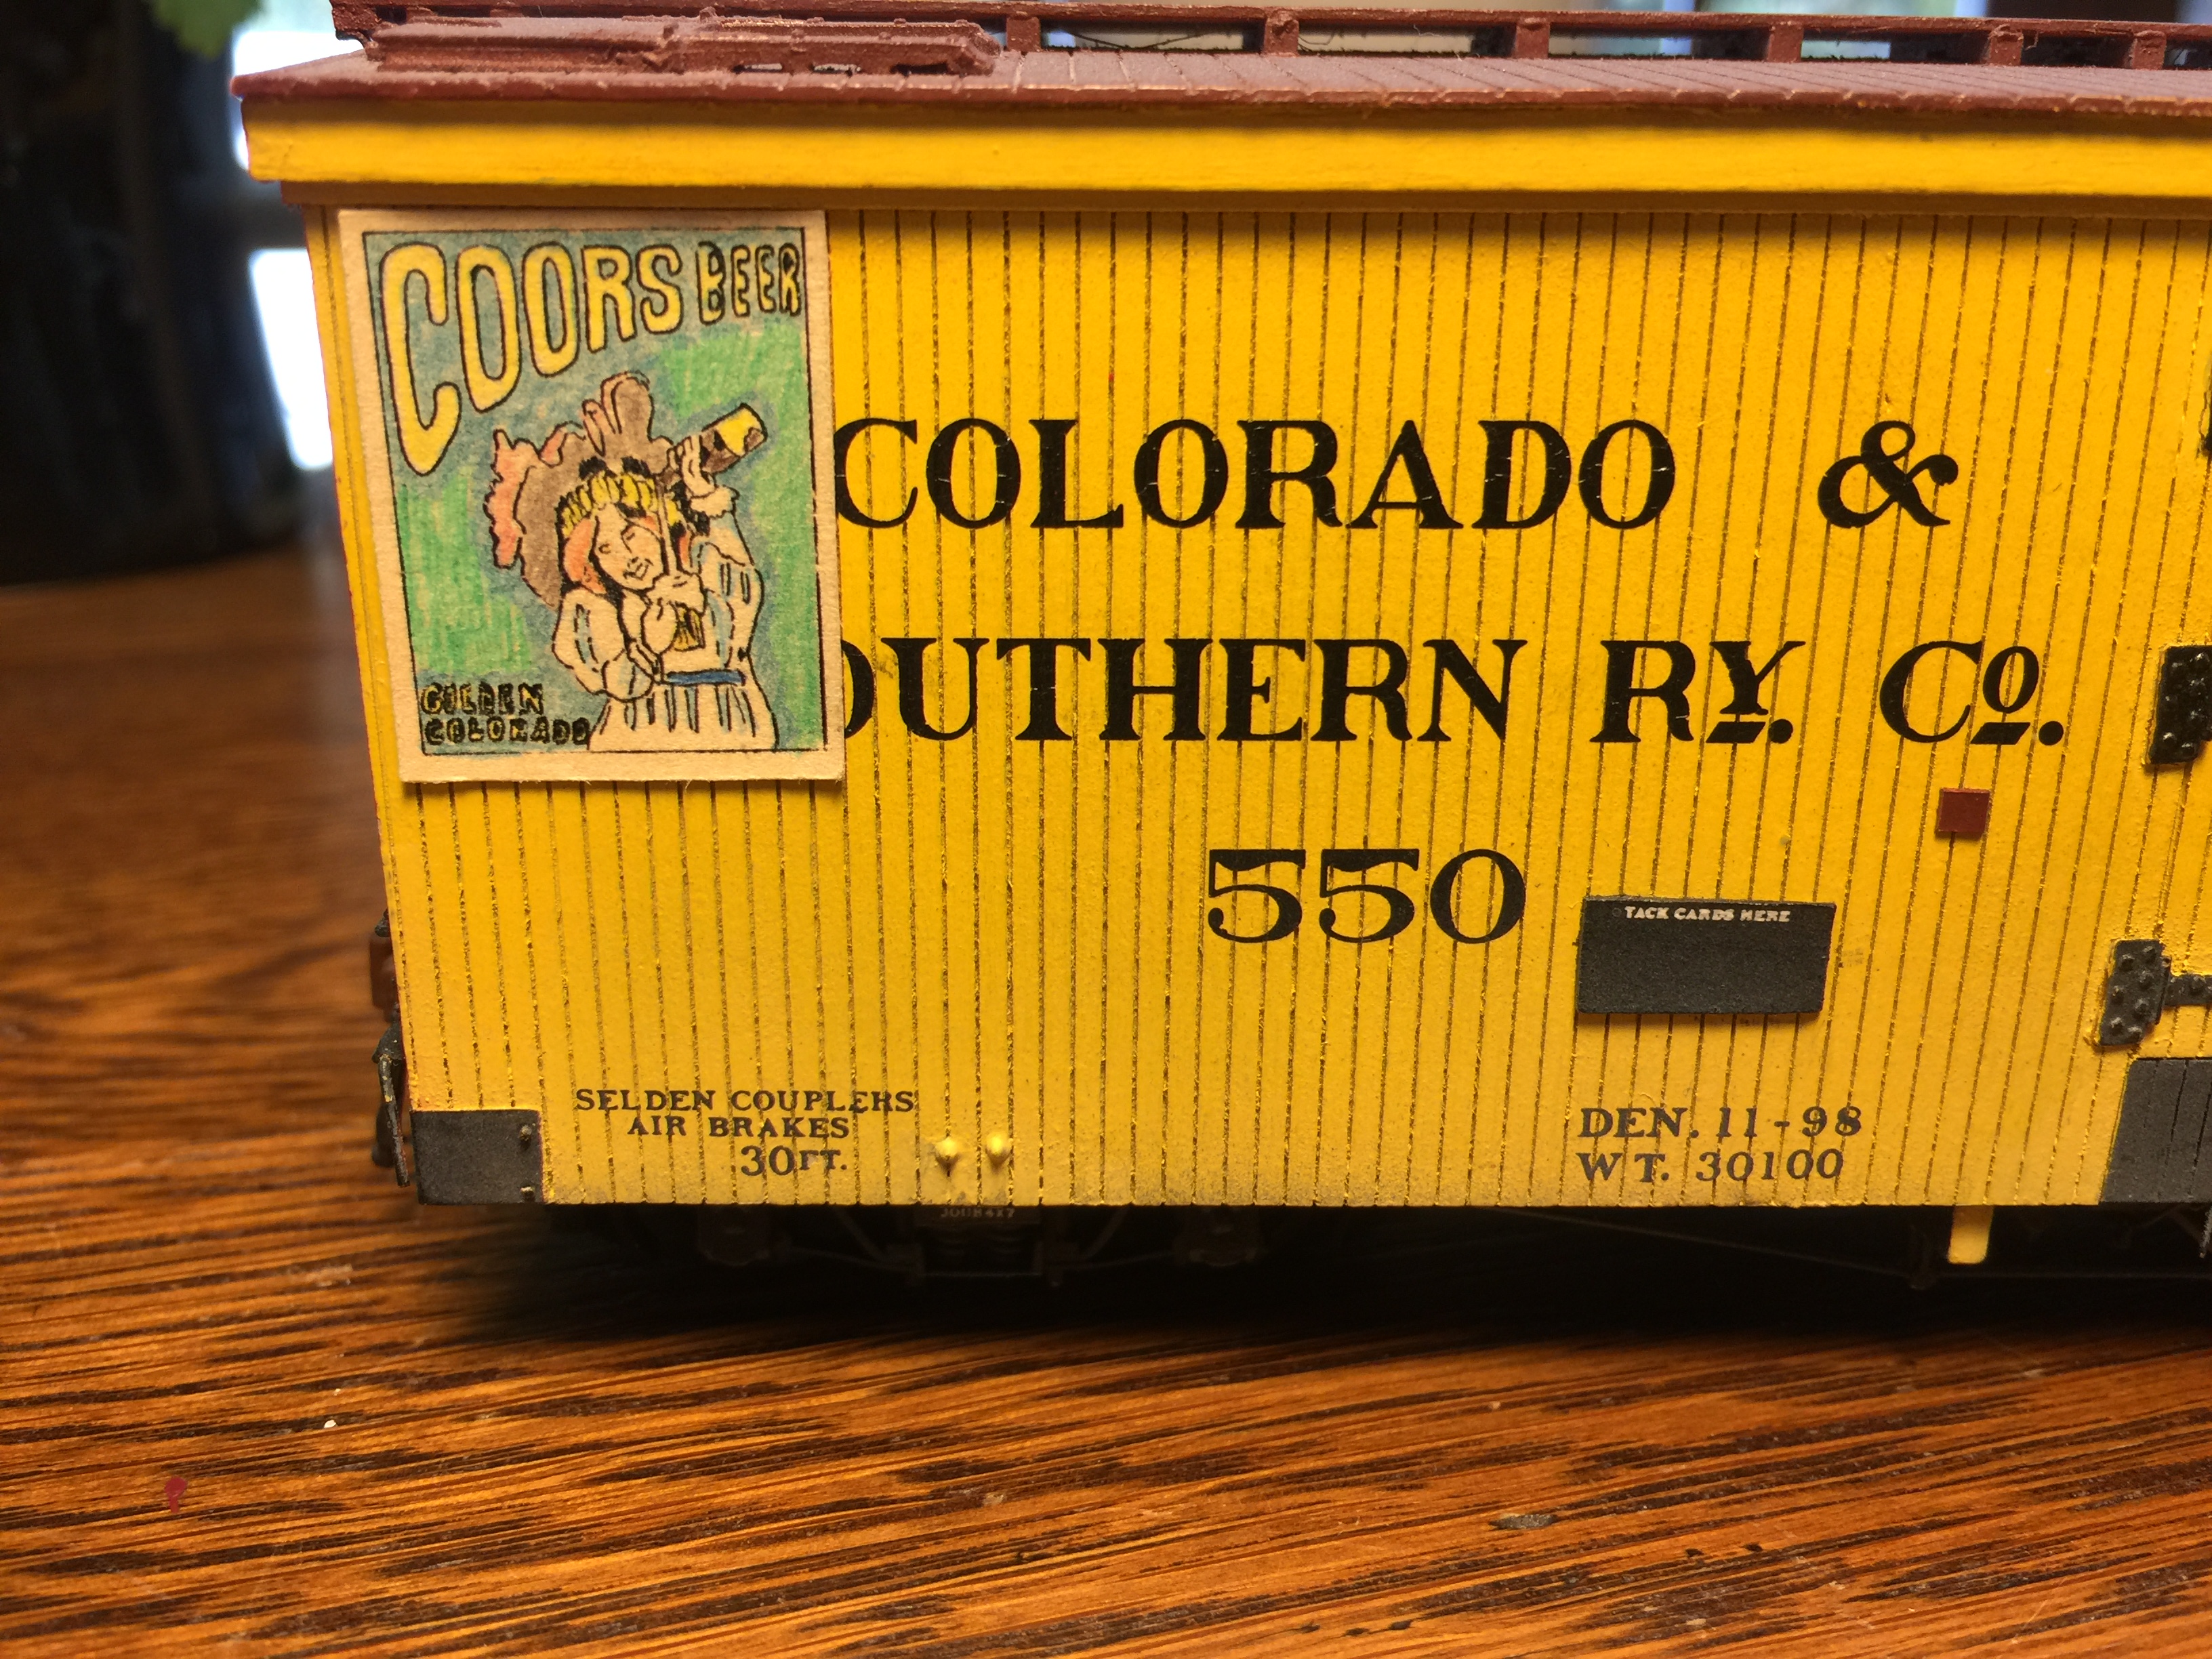 COORS BEER
GOLDEN
COLORADO
COLORADO &
OUTHERN RY. CO.
550
TACK CARDS HERE
SELDEN COUPLERS
AIR BRAKES
30FT.
DEN. 11-98
WT. 30100